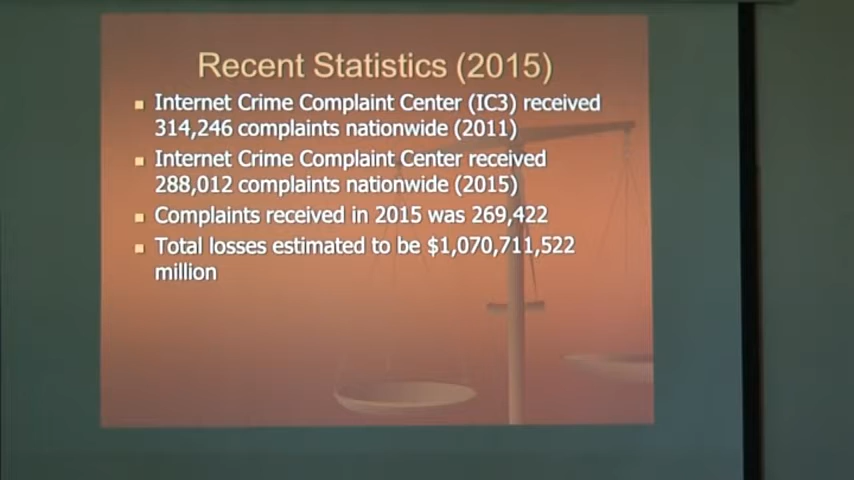 Recent Statistics (2015)
Internet Crime Complaint Center (IC3) received
314,246 complaints nationwide (2011)
Internet Crime Complaint Center received
288,012 complaints nationwide (2015)
Complaints received in 2015 was 269,422
Total losses estimated to be $1,070,711,522
million